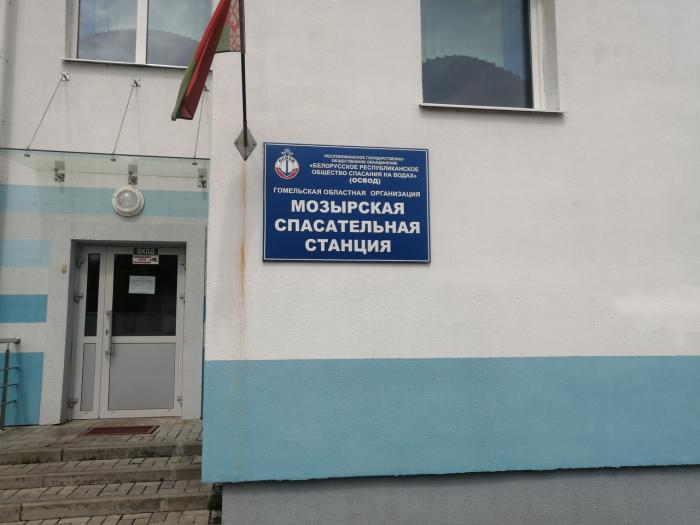 РЕСПУБЛИКАНСКОЕ ГОСУДАРСТВЕННО-
ОБЩЕСТВЕННОЕ ОБЪЕДИНЕНИЕ
«БЕЛОРУССКОЕ РЕСПУБЛИКАНСКОЕ
ОБЩЕСТВО СПАСАНИЯ НА ВОДАХ»
(ОСВОД)
ГОМЕЛЬСКАЯ ОБЛАСТНАЯ ОРГАНИЗАЦИЯ
МОЗЫРСКАЯ
СПАСАТЕЛЬНАЯ
СТАНЦИЯ
ВХОД